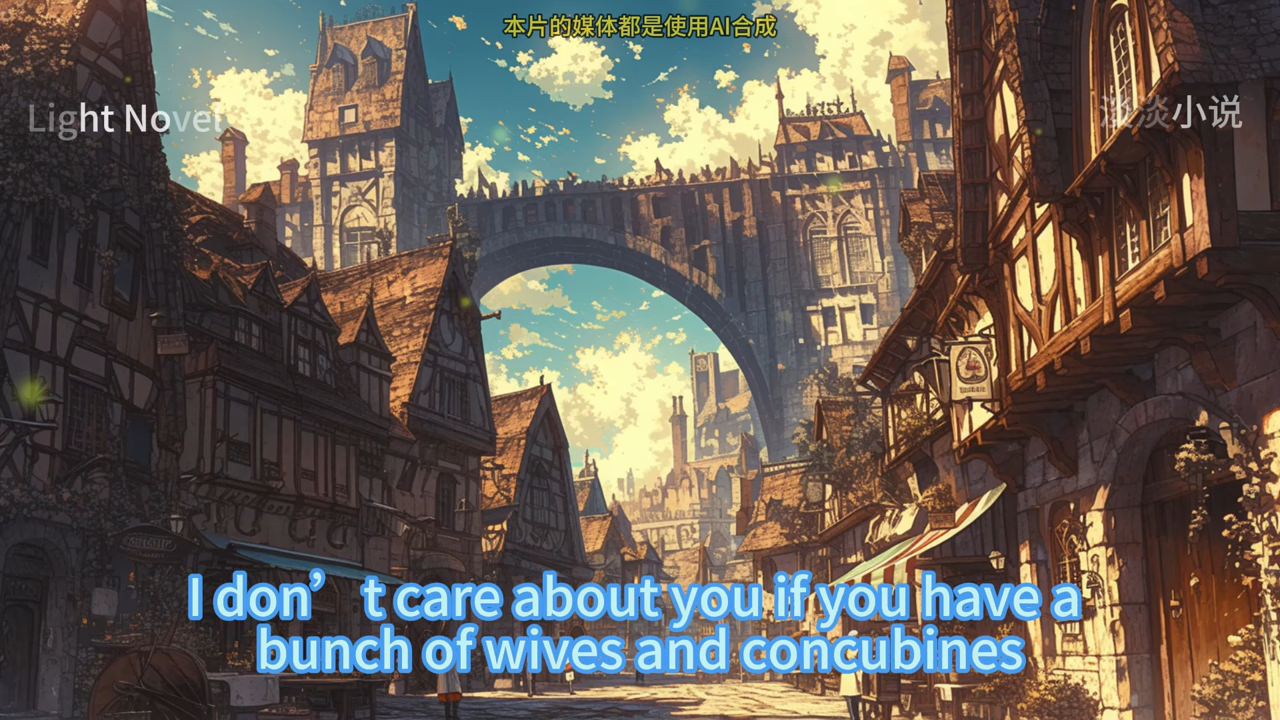 本片的媒体都是使用AI合成
Light Novel
淡淡小说
I don’t care about you if you have a
bunch of wives and concubines